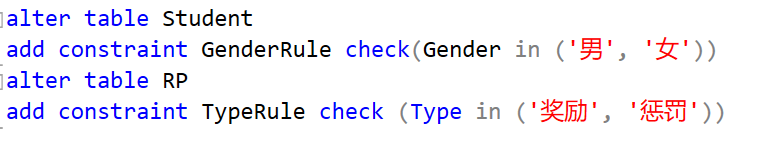 alter table Student
add constraint GenderRule check(Gender in ('男', '女'))
alter table RP
add constraint TypeRule check (Type in ('奖励', '惩罚'))